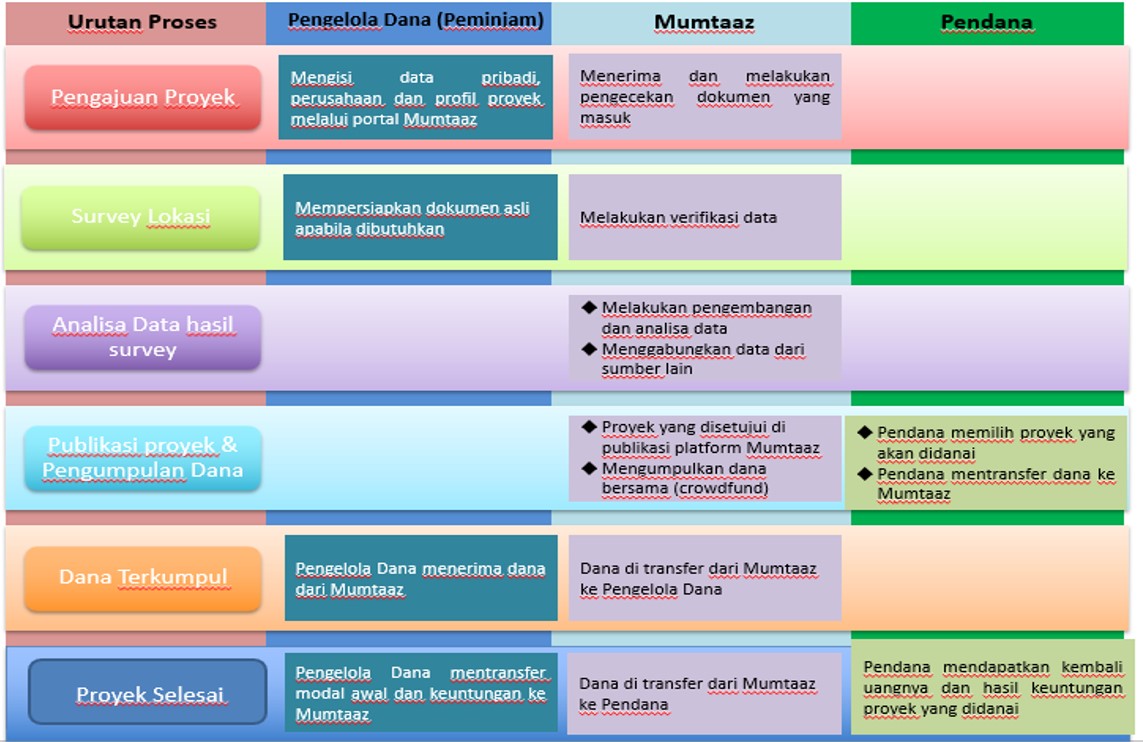 Urutan Proses
Pengelola Dana (Peminjam)
Mumtaaz
Pendana
Pengajuan Proyek
Mengisi data pribadi,
perusahaan dan profil proyek
melalui portal Mumtaaz
Menerima dan melakukan
pengecekan dokumen yang
masuk
Survey Lokasi
Mempersiapkan dokumen asli
apabila dibutuhkan
Melakukan verifikasi data
Analisa Data hasil
survey
◆ Melakukan pengembangan
dan analisa data
◆ Menggabungkan data dari
sumber lain
Publikasi proyek &
Pengumpulan Dana
◆ Proyek yang disetujui di
publikasi platform Mumtaaz
◆ Mengumpulkan dana
bersama (crowdfund)
◆ Pendana memilih proyek yang
akan didanai
◆ Pendana mentransfer dana ke
Mumtaaz
Dana Terkumpul
Pengelola Dana menerima dana
dari Mumtaaz
Dana di transfer dari Mumtaaz
ke Pengelola Dana
Proyek Selesai
Pengelola Dana mentransfer
modal awal dan keuntungan ke
Mumtaaz
Dana di transfer dari Mumtaaz
ke Pendana
Pendana mendapatkan kembali
uangnya dan hasil keuntungan
proyek yang didanai